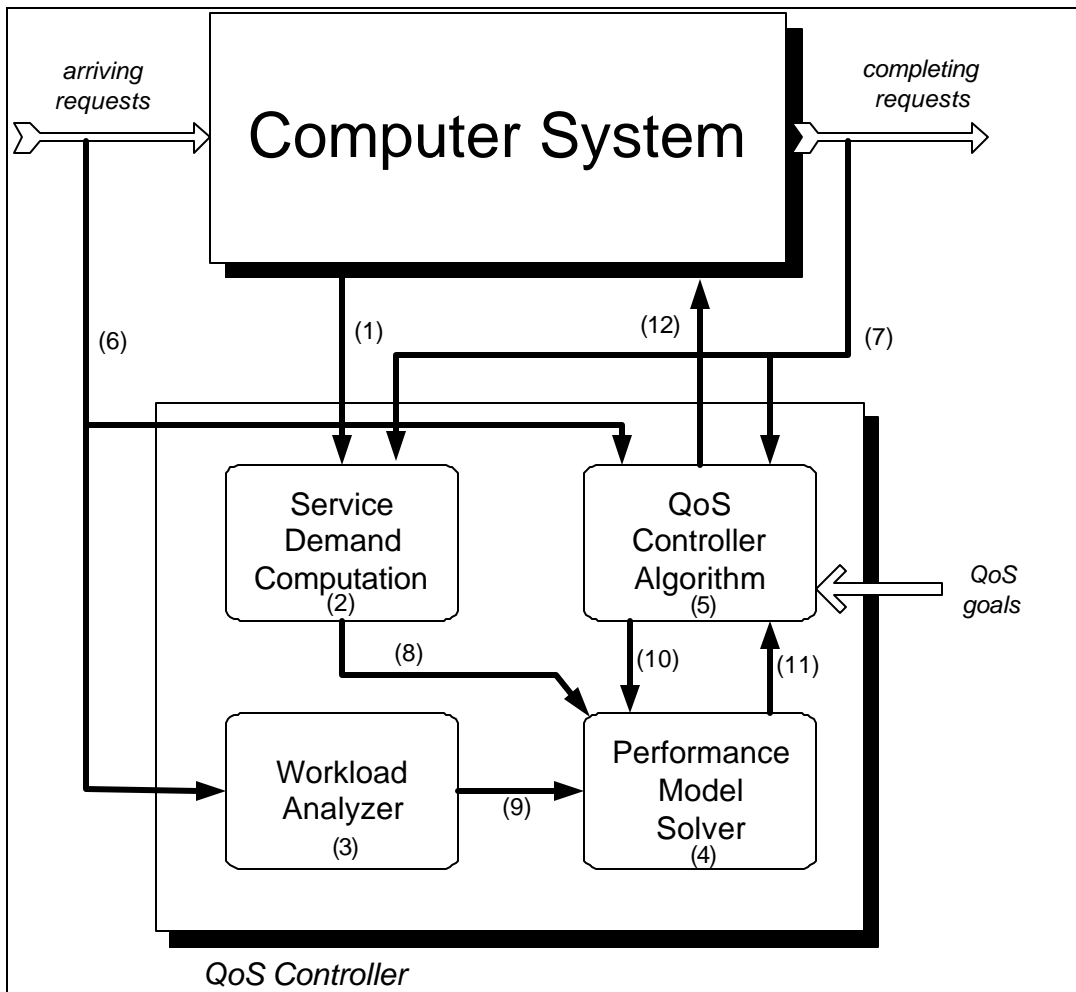 arriving
requests
Computer System
completing
requests
(6)
(1)
(12)
(7)
Service
Demand
Computation
(2)
QoS
Controller
Algorithm
(5)
QoS
goals
(8)
(10)
(11)
Workload
Analyzer
(3)
(9)
Performance
Model
Solver
(4)
QoS Controller